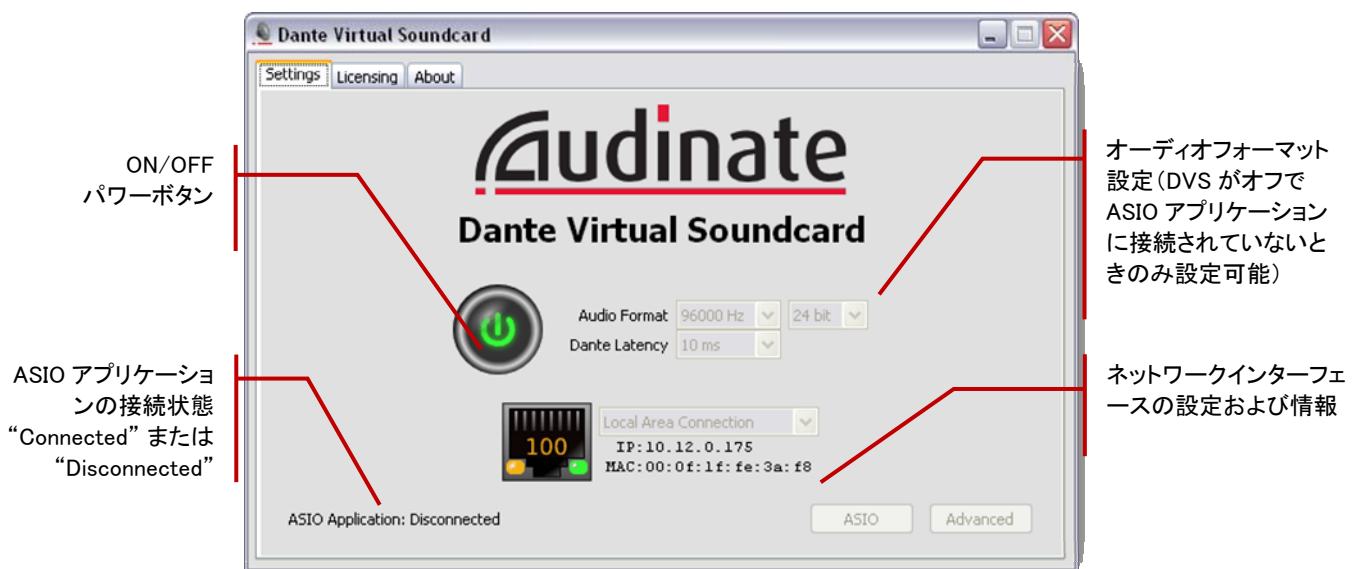 Dante Virtual Soundcard
Settings Licensing About
Audinate
Dante Virtual Soundcard
ON/OFF
パワーボタン
オーディオフォーマット
設定（DVS がオフで
ASIO アプリケーション
に接続されていないと
きのみ設定可能）
Audio Format 96000 Hz 24 bit
Dante Latency 10 ms
ASIO アプリケーショ
ンの接続状態
“Connected” または
“Disconnected”
ネットワークインターフェ
ースの設定および情報
100
Local Area Connection
IP:10.12.0.175
MAC:00:0f:1f:fe:3a:f8
ASIO Application: Disconnected
ASIO Advanced